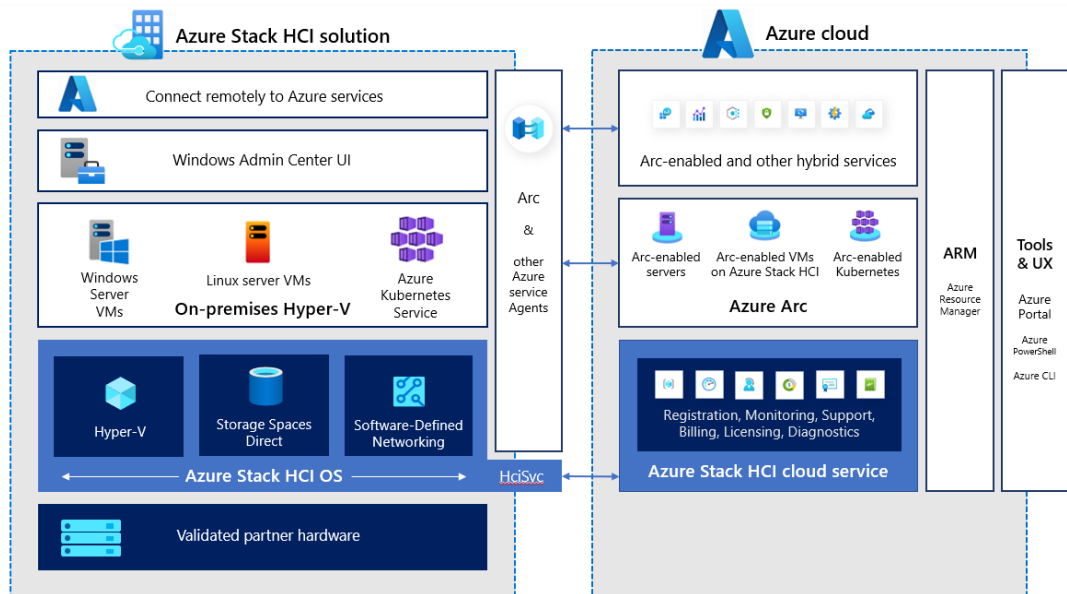 Azure Stack HCI solution
Connect remotely to Azure services
Windows Admin Center UI
Windows
Server
VMs
Linux server VMs
Azure
Kubernetes
Service
On-premises Hyper-V
Hyper-V
Storage Spaces
Direct
Software-Defined
Networking
Azure Stack HCI OS
HciSvc
Validated partner hardware
Arc
&
other
Azure
service
Agents
Azure cloud
Arc-enabled and other hybrid services
Arc-enabled
servers
Arc-enabled VMs
on Azure Stack HCI
Arc-enabled
Kubernetes
Azure Arc
Registration, Monitoring, Support,
Billing, Licensing, Diagnostics
Azure Stack HCI cloud service
ARM
Azure
Resource
Manager
Tools
& UX
Azure
Portal
Azure
PowerShell
Azure CLI